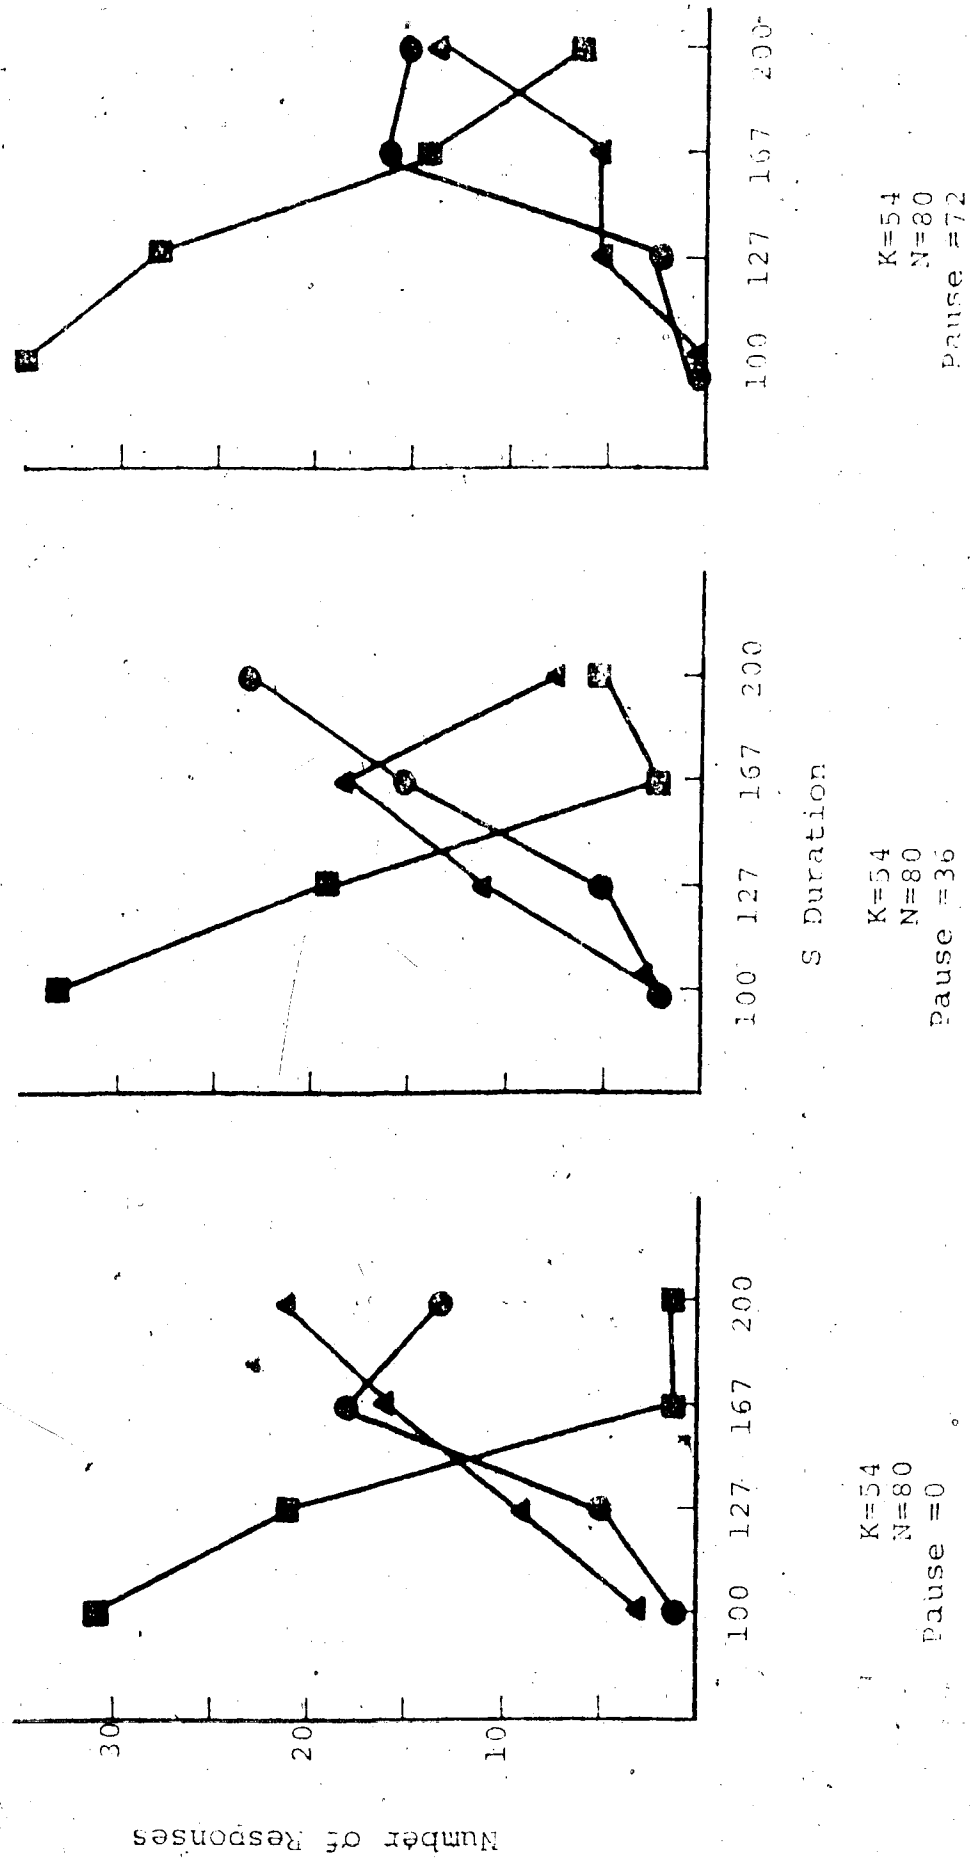 Number of Responses
30
20
10
100 127 167 200
100 127 167 200
100 127 167 200
S Duration
K=54
N=80
Pause =0
K=54
N=80
Pause =36
K=54
N=80
Pause =72